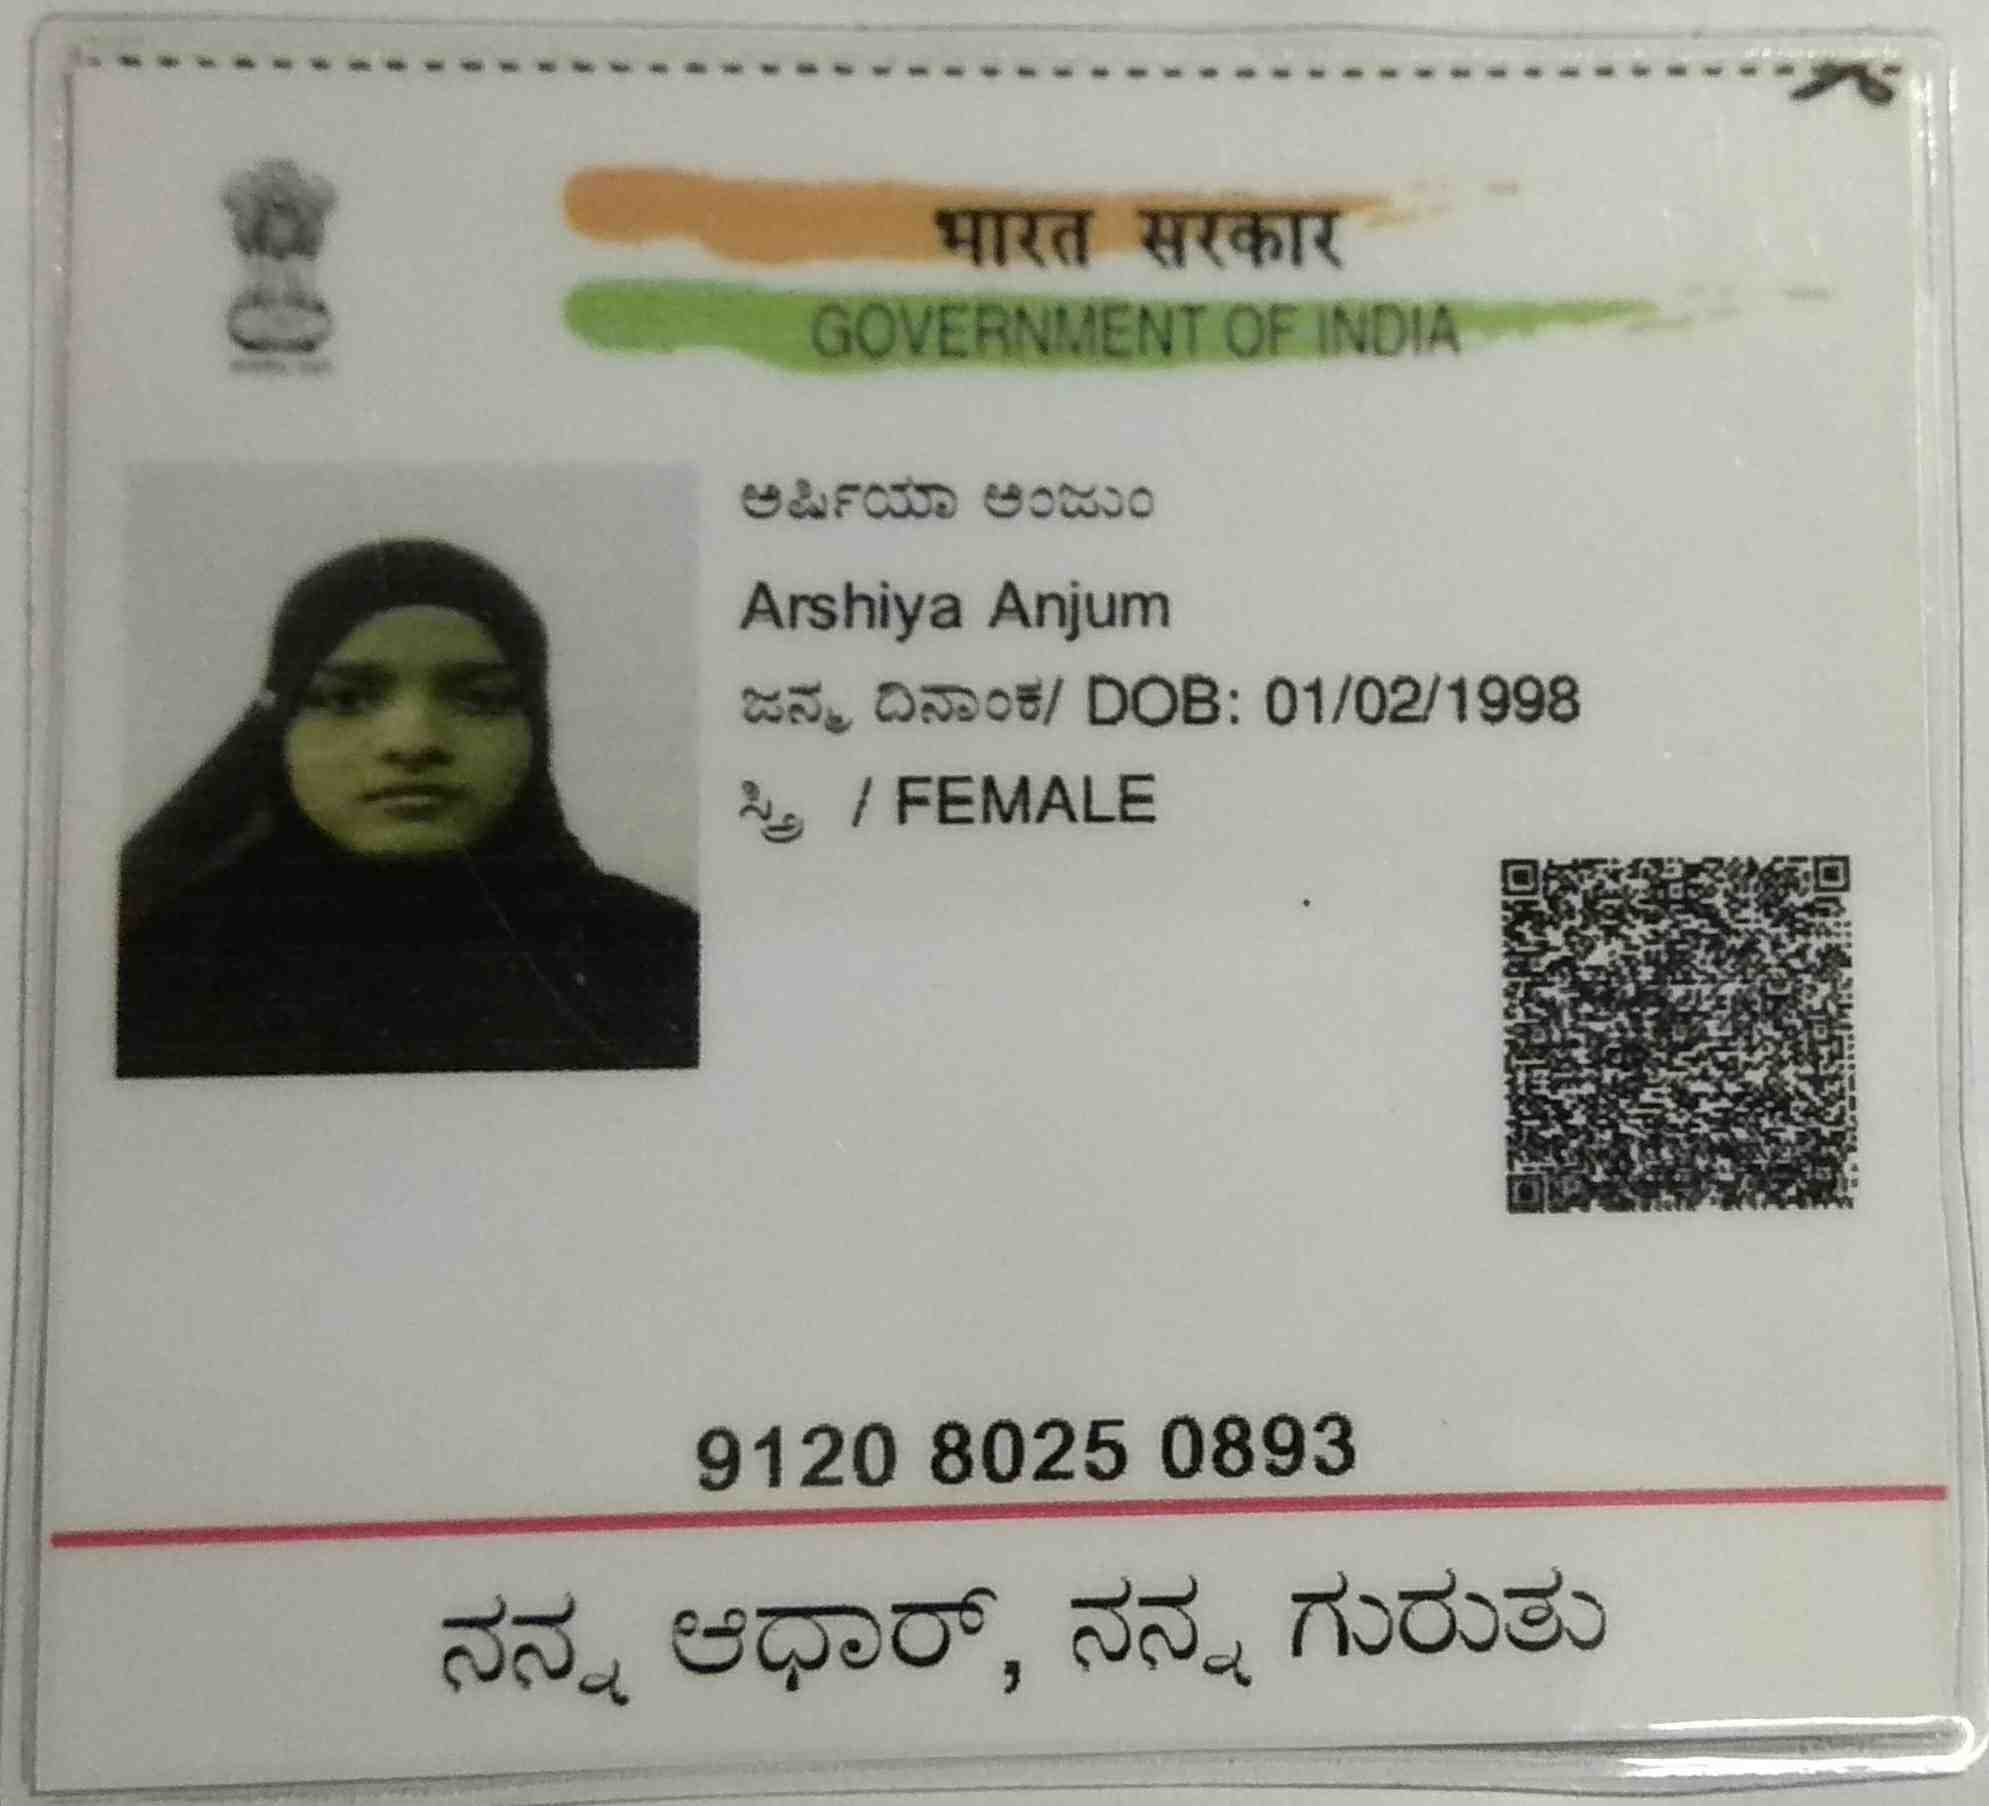 भारत सरकार
GOVERNMENT OF INDIA
ಅರ್ಷಿಯಾ ಅಂಜುಂ
Arshiya Anjum
ಜನ್ಮ ದಿನಾಂಕ/ DOB: 01/02/1998
ಸ್ತ್ರೀ / FEMALE
9120 8025 0893
ನನ್ನ ಆಧಾರ್, ನನ್ನ ಗುರುತು